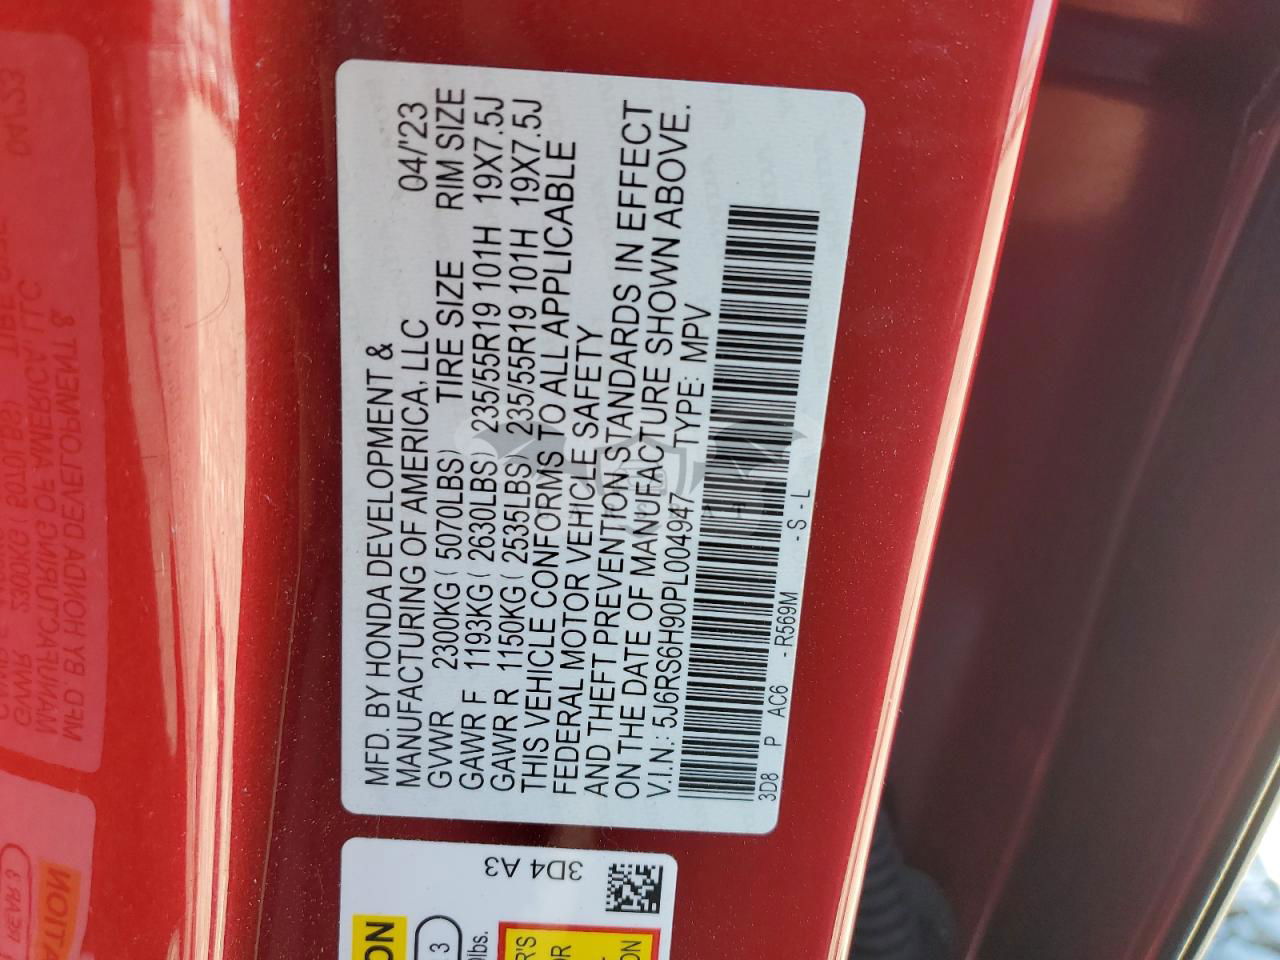 MFD. BY HONDA DEVELOPMENT &
MANUFACTURING OF AMERICA, LLC 04/'23
GVWR 2300KG ( 5070LBS) TIRE SIZE RIM SIZE
GAWR F 1193KG ( 2630LBS) 235/55R19 101H 19X7.5J
GAWR R 1150KG ( 2535LBS) 235/55R19 101H 19X7.5J
THIS VEHICLE CONFORMS TO ALL APPLICABLE
FEDERAL MOTOR VEHICLE SAFETY
AND THEFT PREVENTION STANDARDS IN EFFECT
ON THE DATE OF MANUFACTURE SHOWN ABOVE.
V.I.N.: 5J6RS6H90PL004947 TYPE: MPV
3D8 P AC6 - R569M - S - L
3D4 A3
3
lbs.